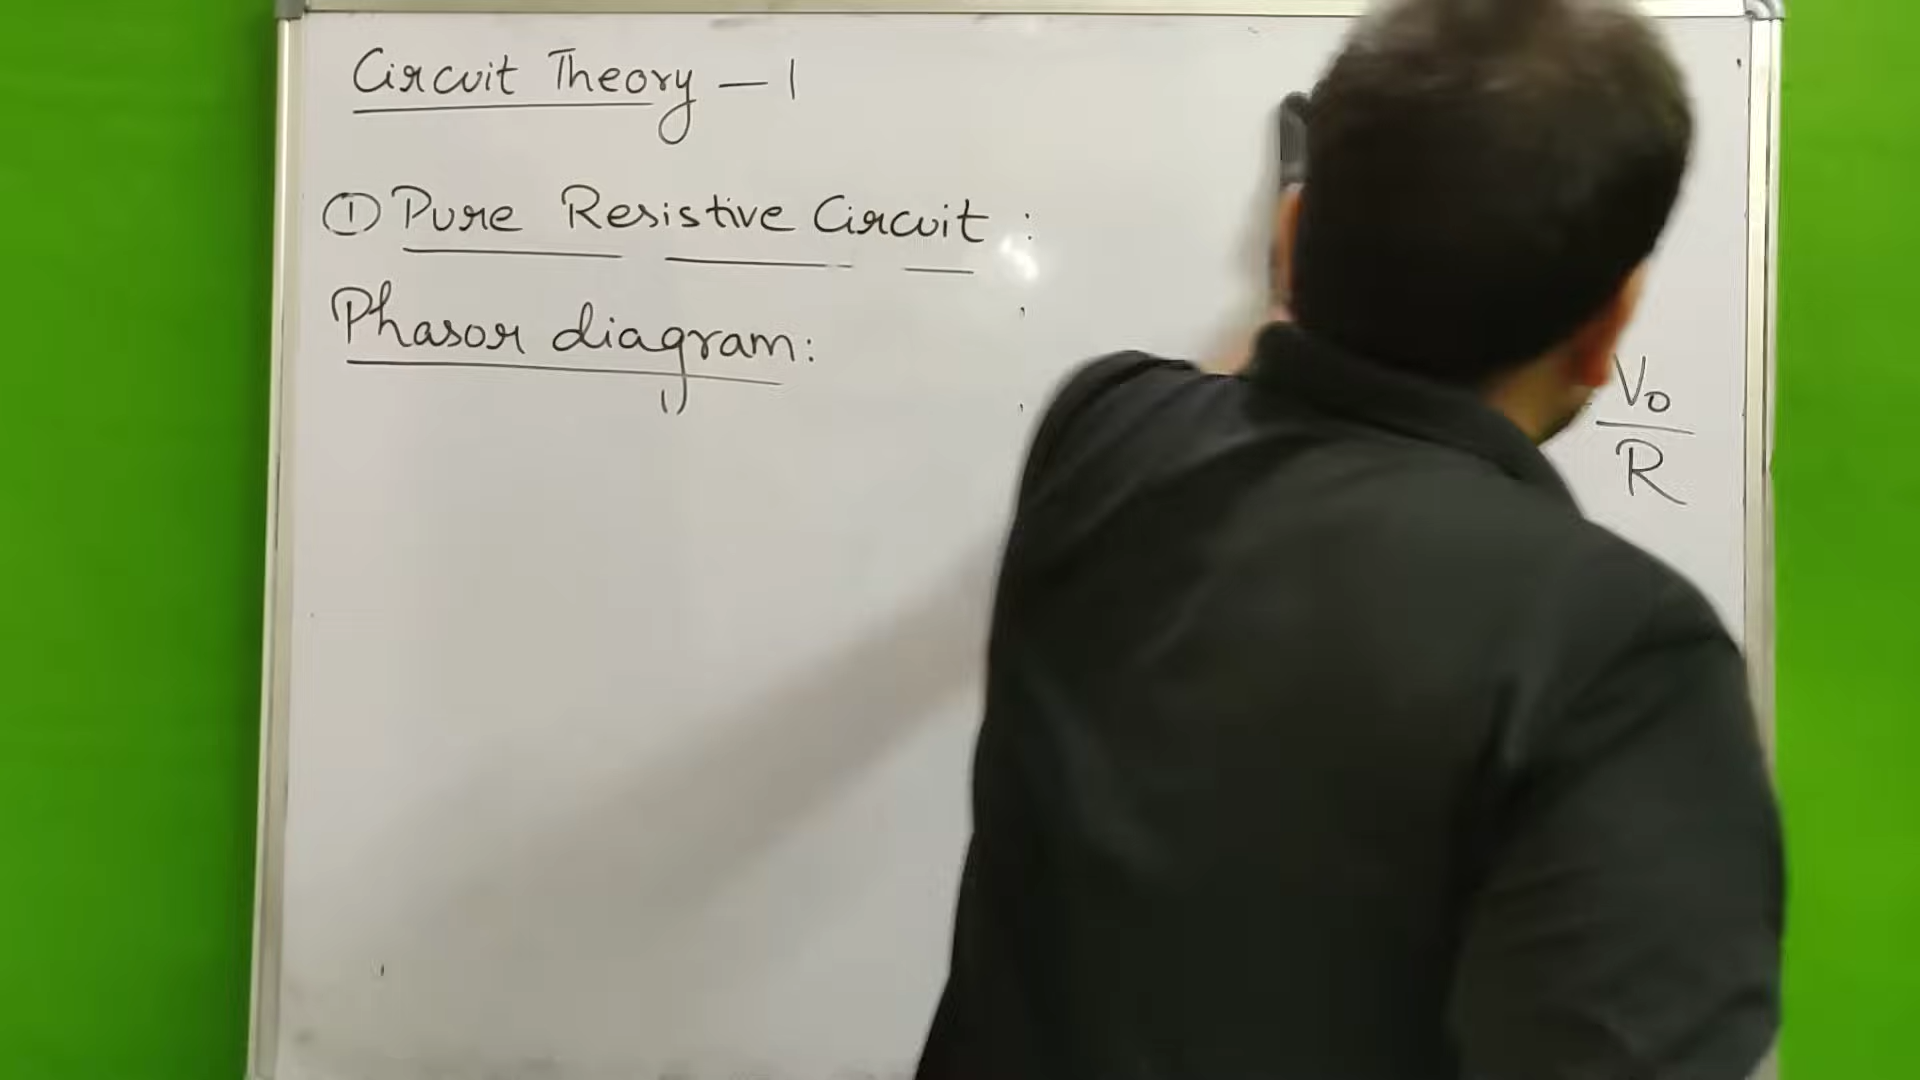 Circuit Theory – 1
① Pure Resistive Circuit :
Phasor diagram:
V₀
R